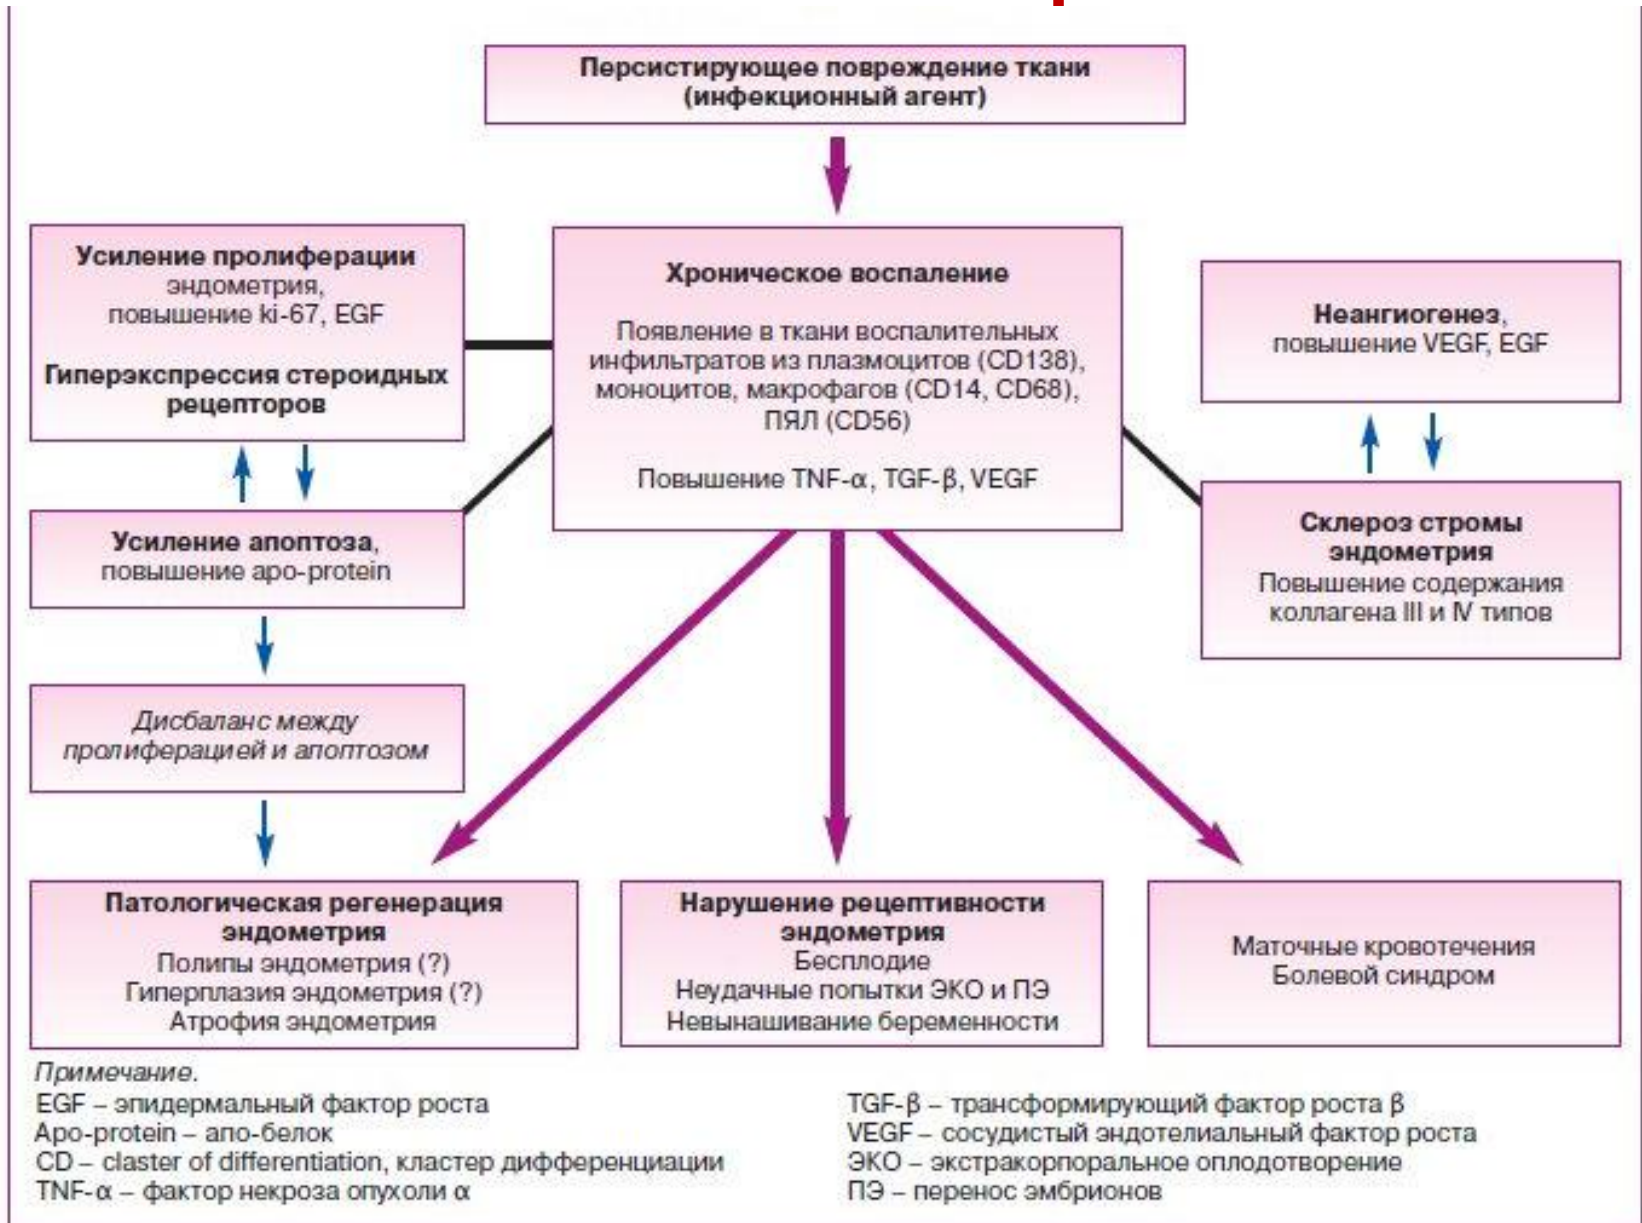 Персистирующее повреждение ткани
(инфекционный агент)
Усиление пролиферации
эндометрия,
повышение ki-67, EGF
Гиперэкспрессия стероидных
рецепторов
Хроническое воспаление
Появление в ткани воспалительных
инфильтратов из плазмоцитов (CD138),
моноцитов, макрофагов (CD14, CD68),
ПЯЛ (CD56)
Повышение TNF-α, TGF-β, VEGF
Неангиогенез,
повышение VEGF, EGF
Усиление апоптоза,
повышение apo-protein
Склероз стромы
эндометрия
Повышение содержания
коллагена III и IV типов
Дисбаланс между
пролиферацией и апоптозом
Патологическая регенерация
эндометрия
Полипы эндометрия (?)
Гиперплазия эндометрия (?)
Атрофия эндометрия
Нарушение рецептивности
эндометрия
Бесплодие
Неудачные попытки ЭКО и ПЭ
Невынашивание беременности
Маточные кровотечения
Болевой синдром
Примечание.
EGF – эпидермальный фактор роста
Apo-protein – апо-белок
CD – claster of differentiation, кластер дифференциации
TNF-α – фактор некроза опухоли α
TGF-β – трансформирующий фактор роста β
VEGF – сосудистый эндотелиальный фактор роста
ЭКО – экстракорпоральное оплодотворение
ПЭ – перенос эмбрионов